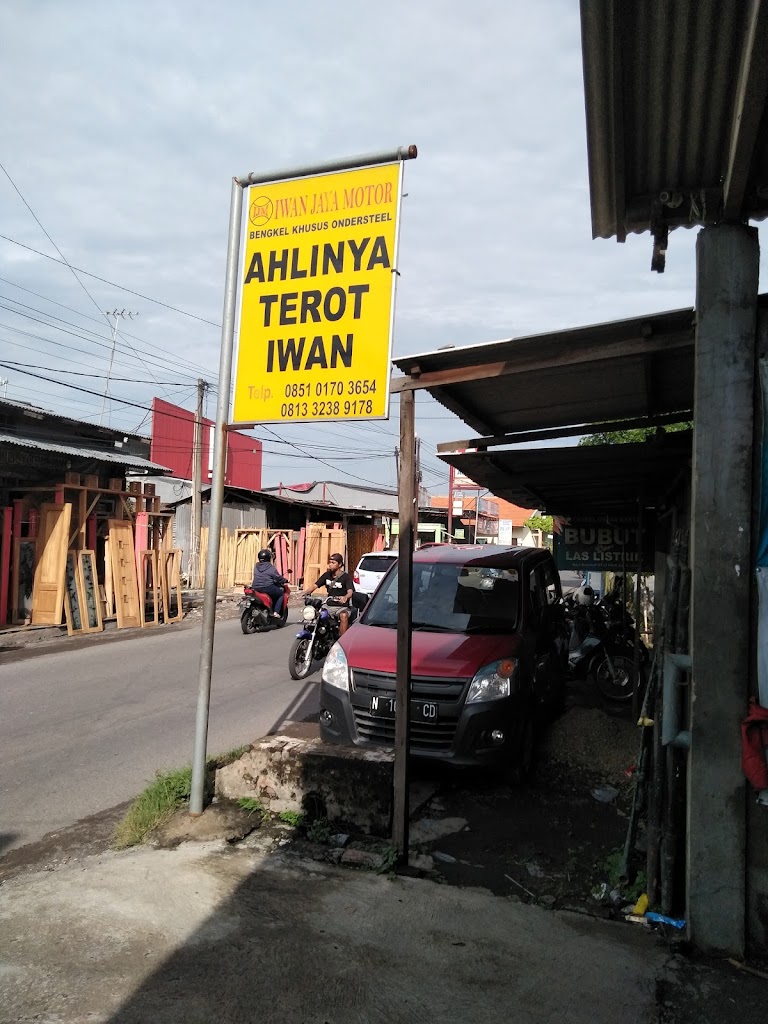 IWAN JAYA MOTOR
BENGKEL KHUSUS ONDERSTEEL
AHLINYA
TEROT
IWAN
Telp. 0851 0170 3654
0813 3238 9178
BUBUT
LAS LISTRIK
N CD